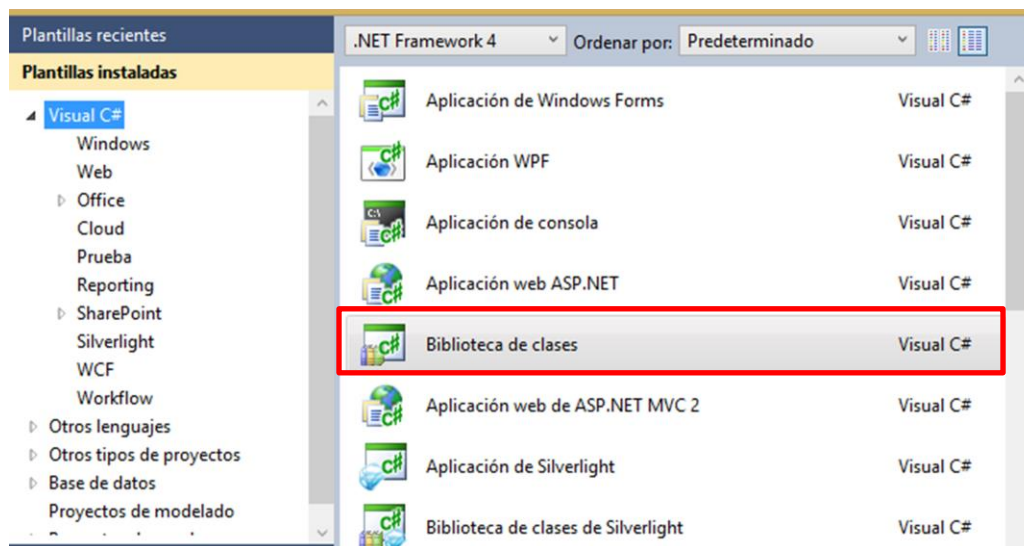 Plantillas recientes
Plantillas instaladas
Visual C#
Windows
Web
Office
Cloud
Prueba
Reporting
SharePoint
Silverlight
WCF
Workflow
Otros lenguajes
Otros tipos de proyectos
Base de datos
Proyectos de modelado
.NET Framework 4 Ordenar por: Predeterminado
Aplicación de Windows Forms Visual C#
Aplicación WPF Visual C#
Aplicación de consola Visual C#
Aplicación web ASP.NET Visual C#
Biblioteca de clases Visual C#
Aplicación web de ASP.NET MVC 2 Visual C#
Aplicación de Silverlight Visual C#
Biblioteca de clases de Silverlight Visual C#